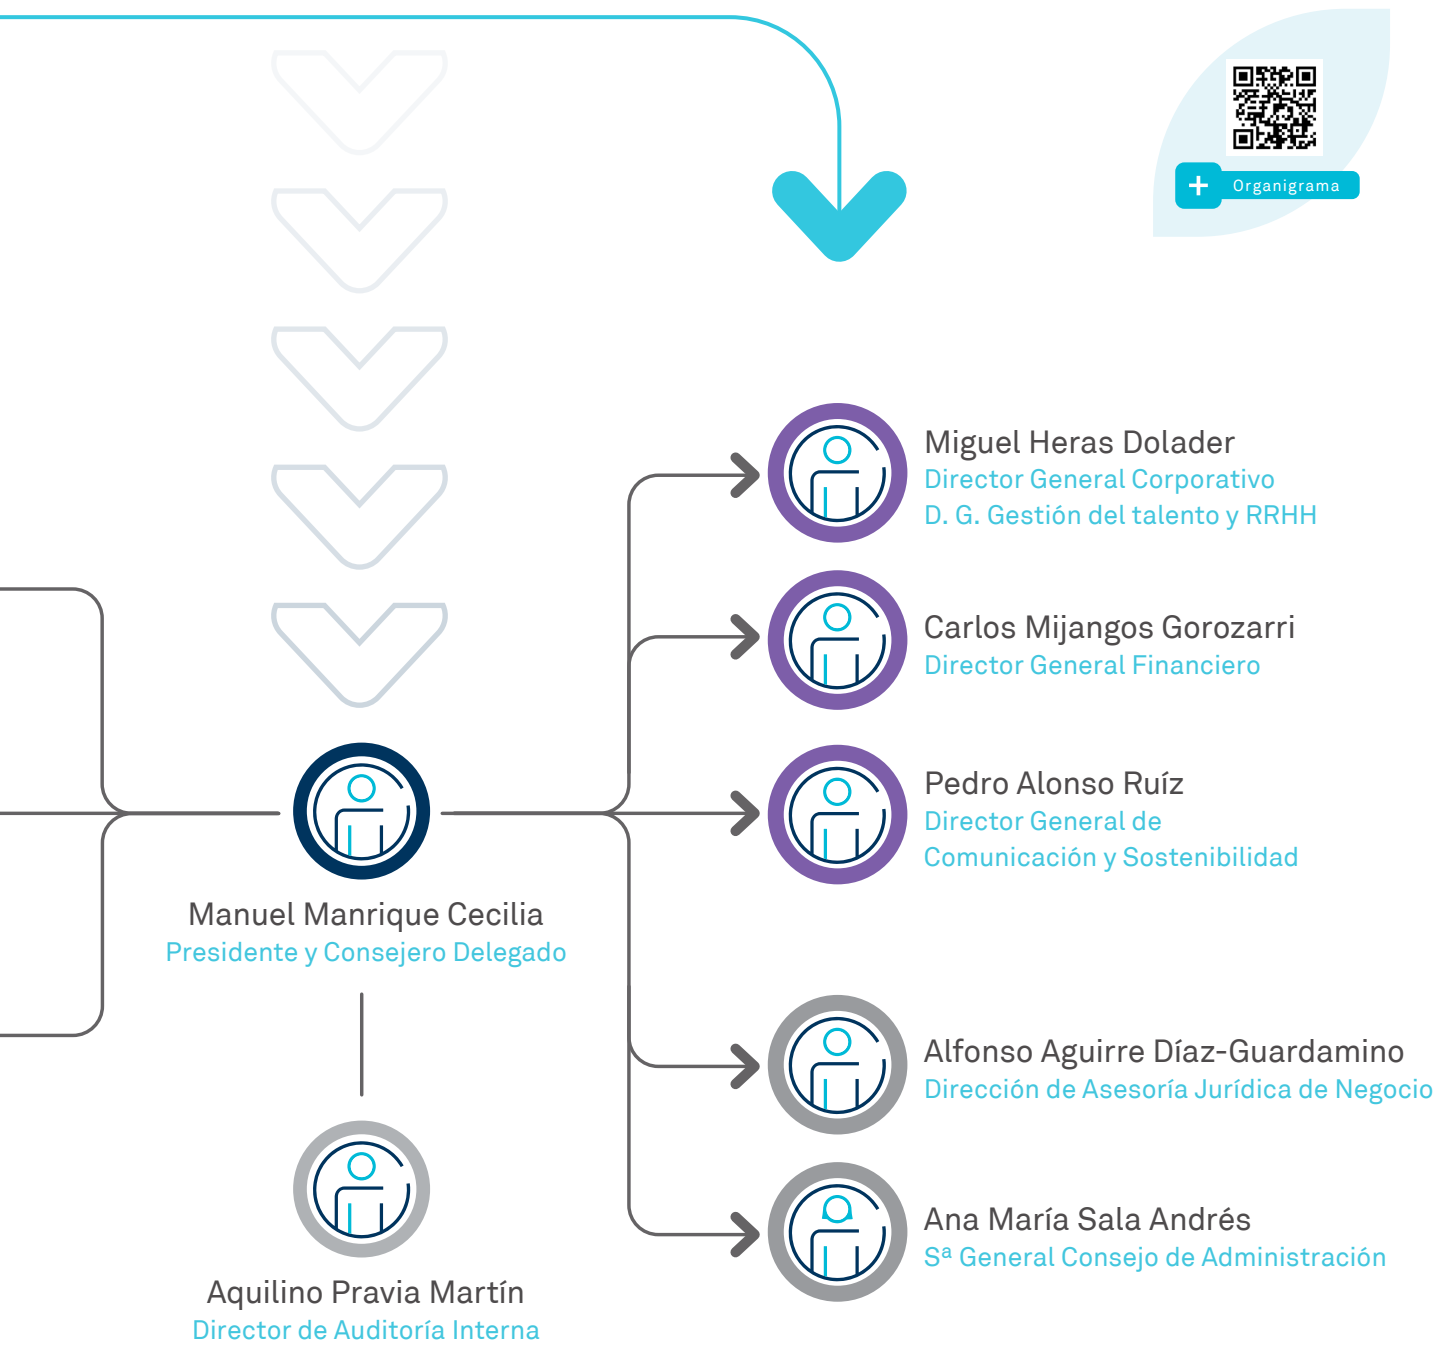 Organigrama
Miguel Heras Dolader
Director General Corporativo
D. G. Gestión del talento y RRHH
Carlos Mijangos Gorozarri
Director General Financiero
Pedro Alonso Ruíz
Director General de
Comunicación y Sostenibilidad
Manuel Manrique Cecilia
Presidente y Consejero Delegado
Alfonso Aguirre Díaz-Guardamino
Dirección de Asesoría Jurídica de Negocio
Ana María Sala Andrés
Sª General Consejo de Administración
Aquilino Pravia Martín
Director de Auditoría Interna